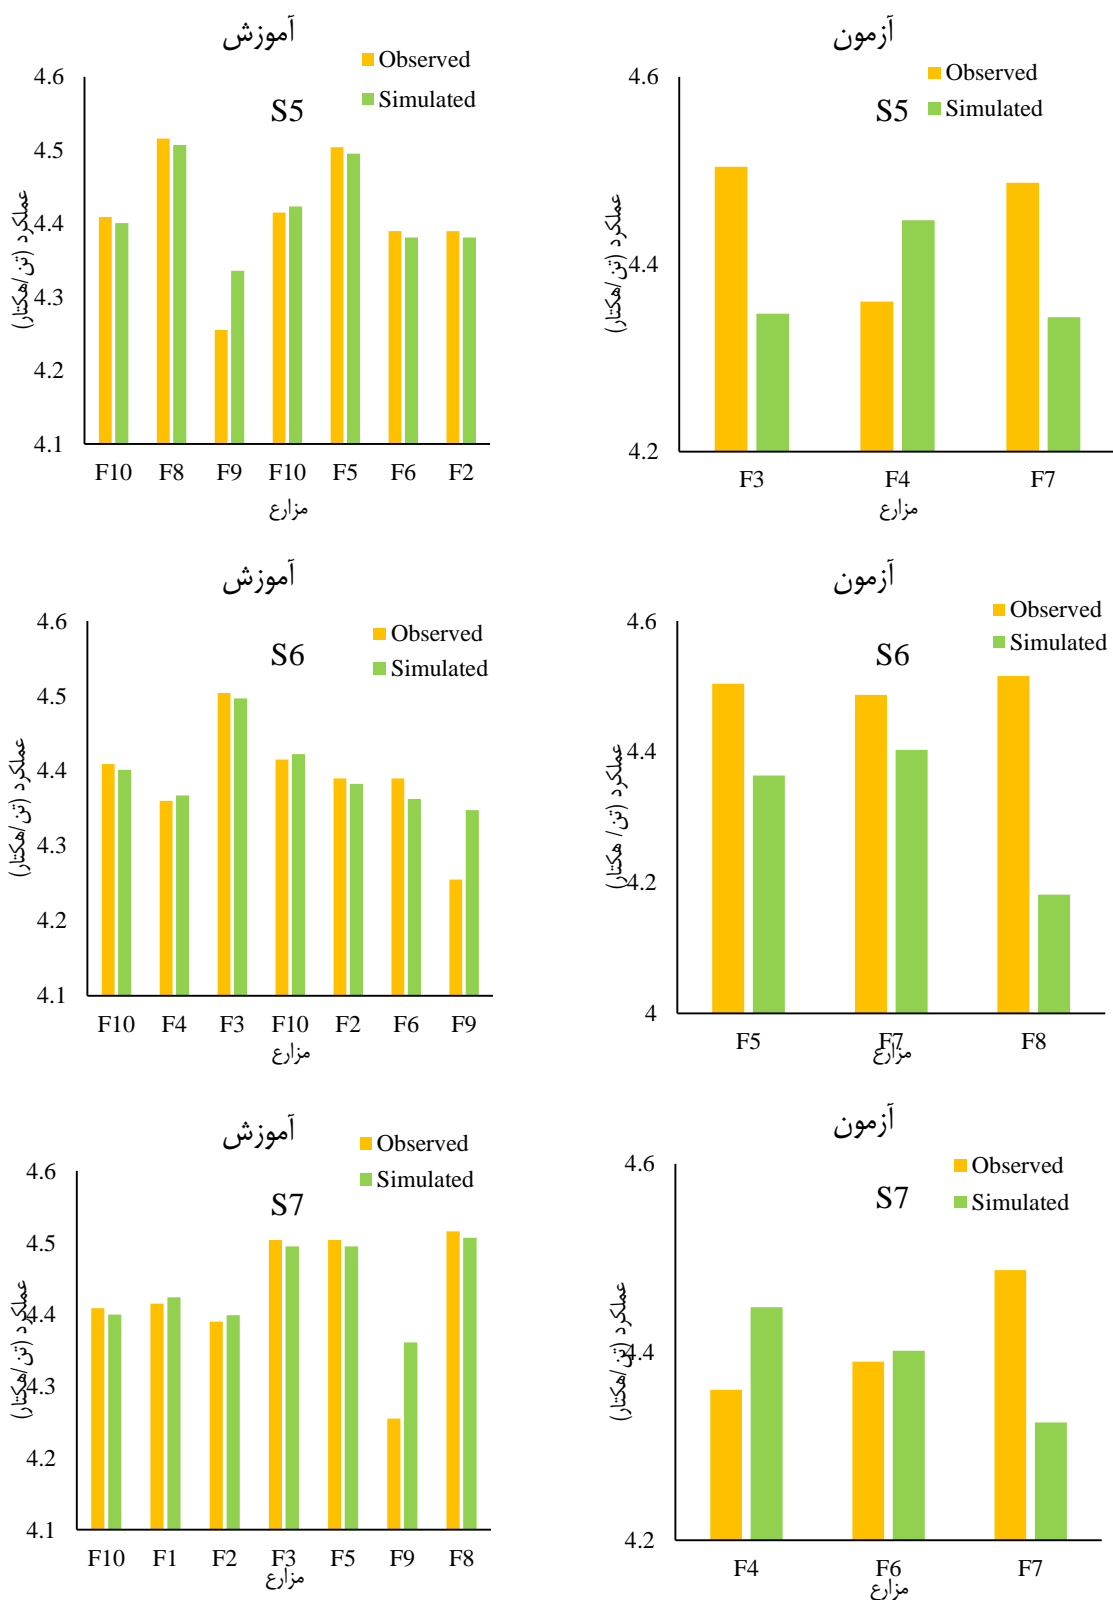 آموزش
Observed
Simulated
S5
4.6
4.5
4.4
4.3
4.2
4.1
عملکرد (تن/هکتار)
F10 F8 F9 F10 F5 F6 F2
مزارع
آزمون
Observed
Simulated
S5
4.6
4.4
4.2
عملکرد (تن/هکتار)
F3 F4 F7
مزارع
آموزش
Observed
Simulated
S6
4.6
4.5
4.4
4.3
4.2
4.1
عملکرد (تن/هکتار)
F10 F4 F3 F10 F2 F6 F9
مزارع
آزمون
Observed
Simulated
S6
4.6
4.4
4.2
4
عملکرد (تن/ هکتار)
F5 F7 F8
مزارع
آموزش
Observed
Simulated
S7
4.6
4.5
4.4
4.3
4.2
4.1
عملکرد (تن/هکتار)
F10 F1 F2 F3 F5 F9 F8
مزارع
آزمون
Observed
Simulated
S7
4.6
4.4
4.2
عملکرد (تن/هکتار)
F4 F6 F7
مزارع